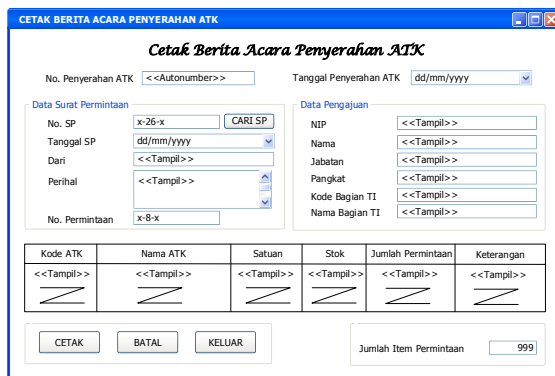 CETAK BERITA ACARA PENYERAHAN ATK
Cetak Berita Acara Penyerahan ATK
No. Penyerahan ATK <<Autonumber>> Tanggal Penyerahan ATK dd/mm/yyyy
Data Surat Permintaan
No. SP x-26-x CARI SP
Tanggal SP dd/mm/yyyy
Dari <<Tampil>>
Perihal <<Tampil>>
No. Permintaan x-8-x
Data Pengajuan
NIP <<Tampil>>
Nama <<Tampil>>
Jabatan <<Tampil>>
Pangkat <<Tampil>>
Kode Bagian TI <<Tampil>>
Nama Bagian TI <<Tampil>>
Kode ATK Nama ATK Satuan Stok Jumlah Permintaan Keterangan
<<Tampil>> <<Tampil>> <<Tampil>> <<Tampil>> <<Tampil>> <<Tampil>>
CETAK BATAL KELUAR
Jumlah Item Permintaan 999